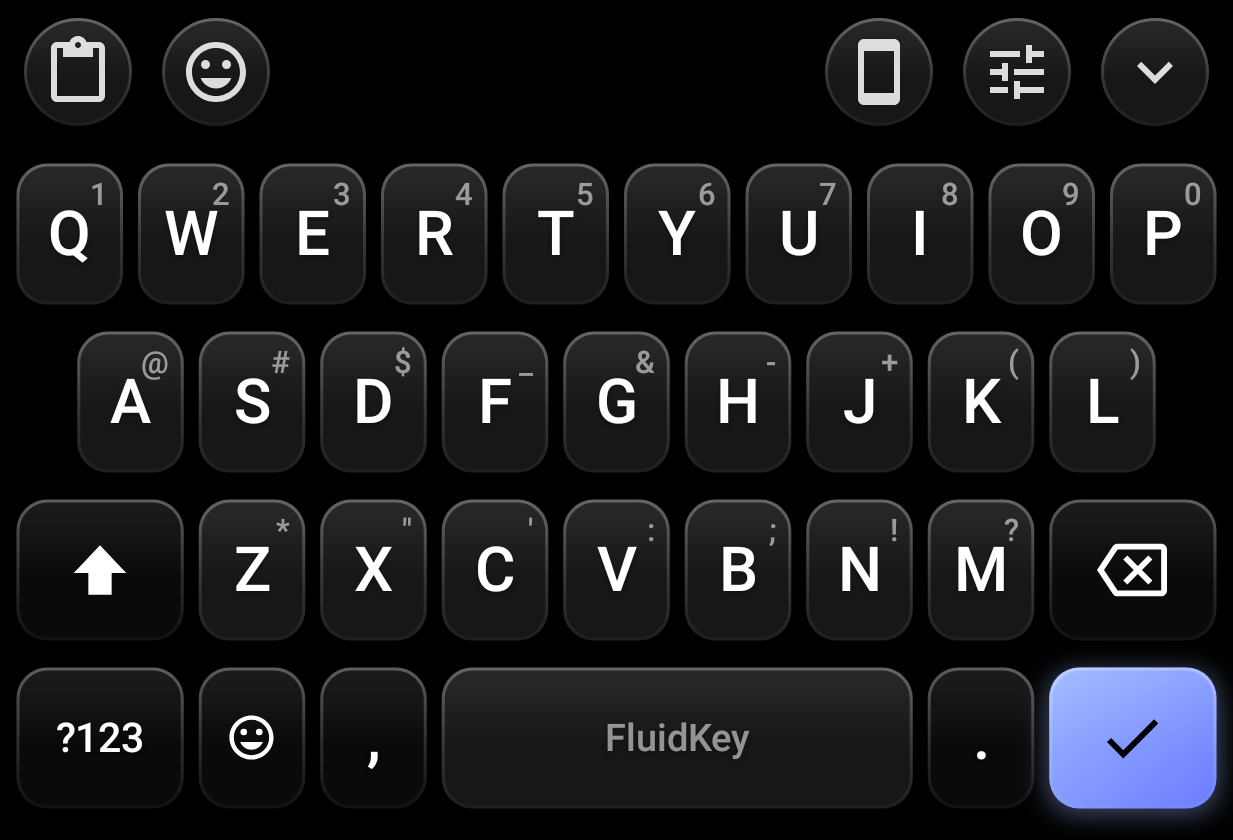 1 2 3 4 5 6 7 8 9 0
Q W E R T Y U I O P
@ # $ _ & - + ( )
A S D F G H J K L
* " ' : ; ! ?
Z X C V B N M
?123 , FluidKey .